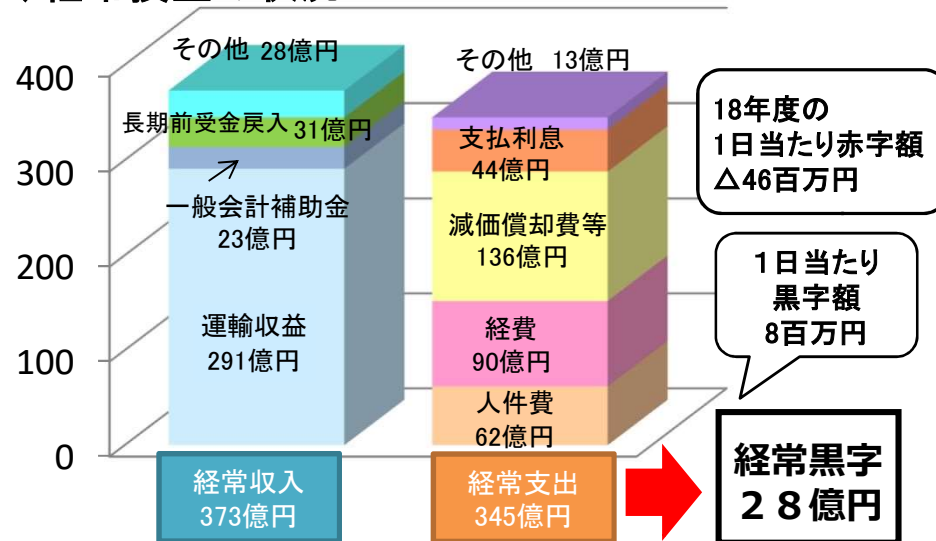 400
300
200
100
0
その他 28億円
長期前受金戻入 31億円
一般会計補助金
23億円
運輸収益
291億円
経常収入
373億円
その他 13億円
支払利息
44億円
減価償却費等
136億円
経費
90億円
人件費
62億円
経常支出
345億円
18年度の
1日当たり赤字額
△46百万円
1日当たり
黒字額
8百万円
経常黒字
28億円